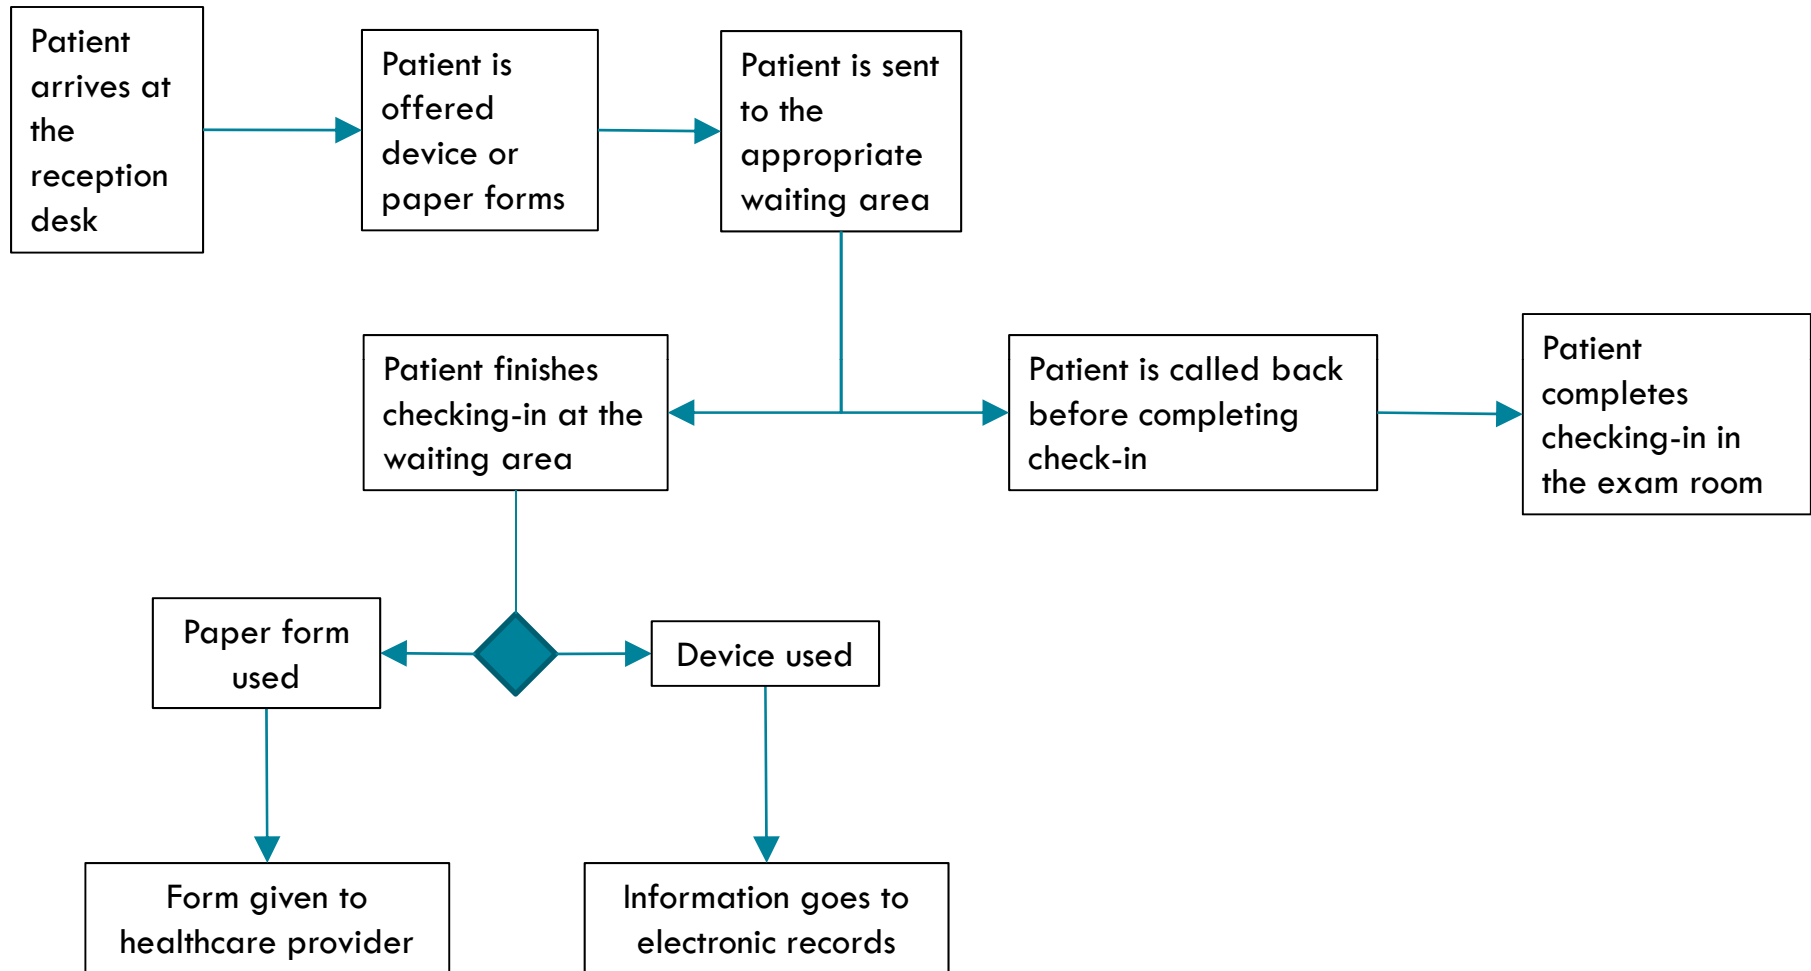 Patient
arrives at
the
reception
desk
Patient is
offered
device or
paper forms
Patient is sent
to the
appropriate
waiting area
Patient finishes
checking-in at the
waiting area
Patient is called back
before completing
check-in
Patient
completes
checking-in in
the exam room
Paper form
used
Device used
Form given to
healthcare provider
Information goes to
electronic records